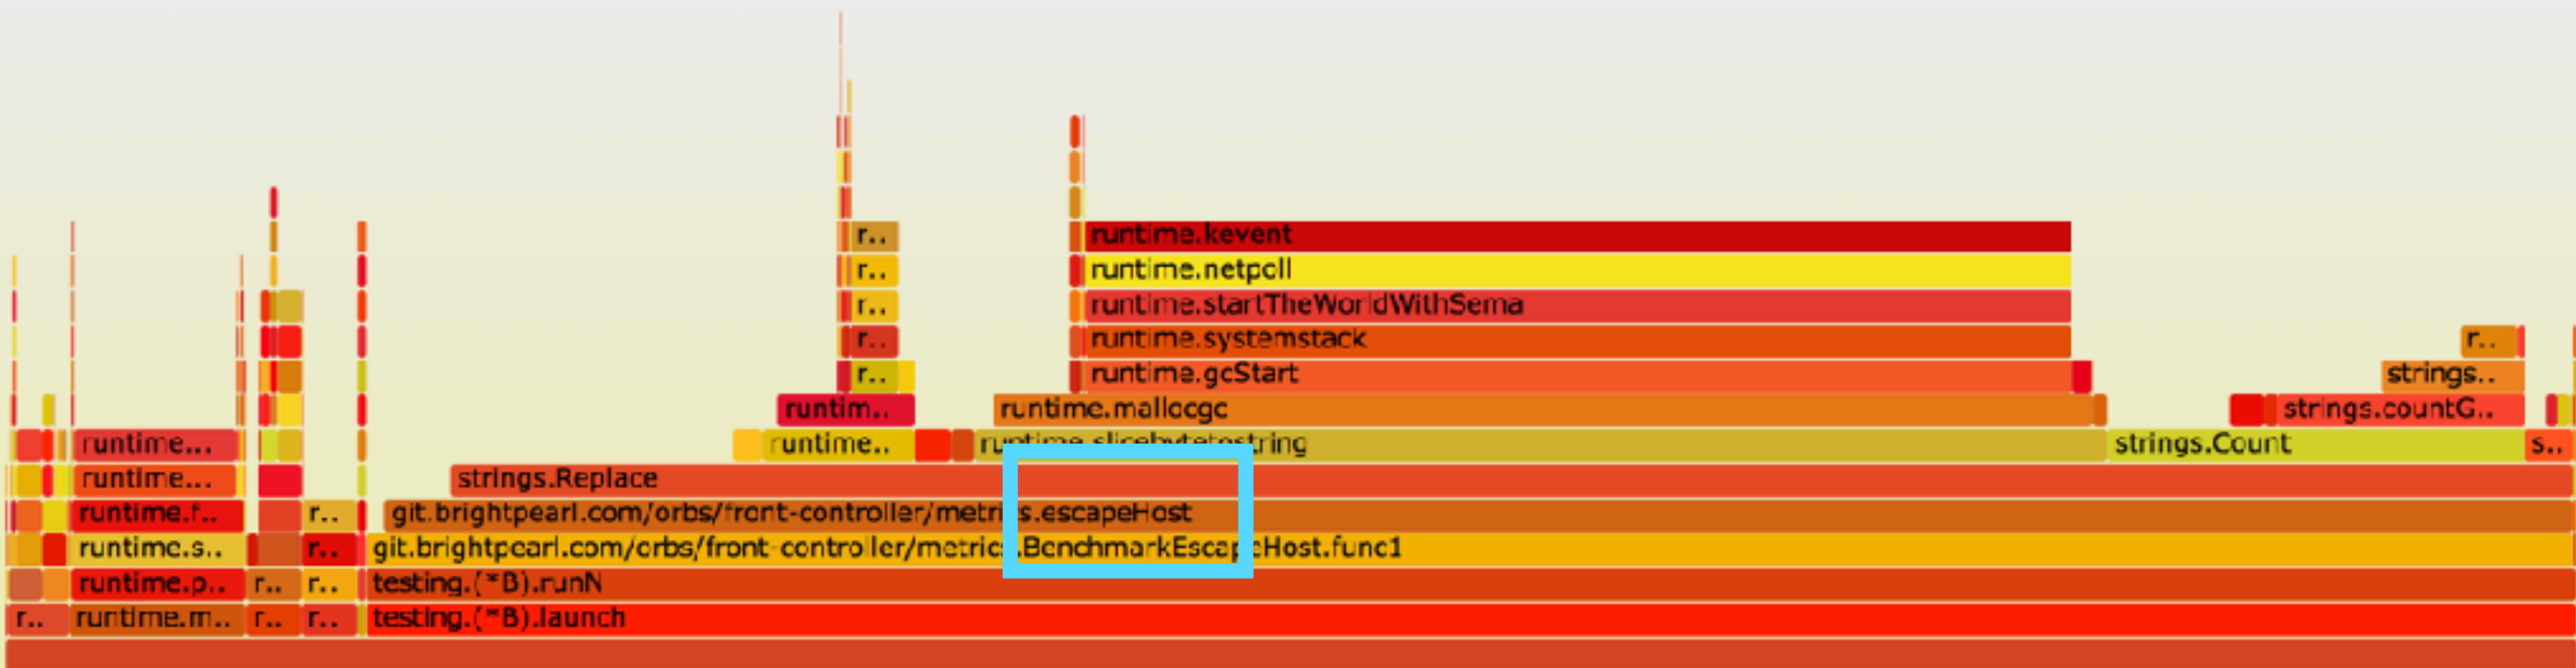 r..
runtime.kevent
r..
runtime.netpoll
r..
runtime.startTheWorldWithSema
r..
runtime.systemstack
r..
r..
runtime.gcStart
strings..
runtim..
runtime.mallocgc
strings.countG..
runtime...
runtime..
runtime.slicebytetostring
strings.Count
s..
runtime...
strings.Replace
runtime.f..
r..
git.brightpearl.com/orbs/front-controller/metrics.escapeHost
runtime.s..
r..
git.brightpearl.com/orbs/front-controller/metrics.BenchmarkEscapeHost.func1
runtime.p..
r..
r..
testing.(*B).runN
r..
runtime.m..
r..
r..
testing.(*B).launch